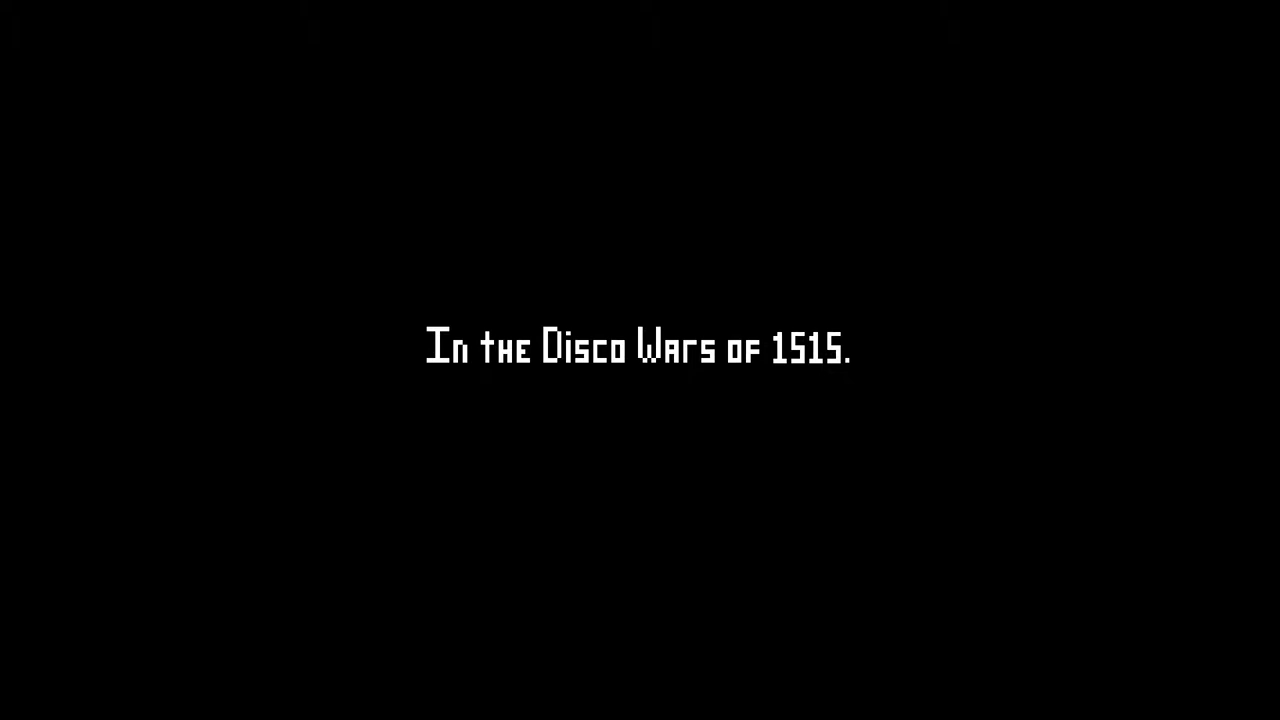 In the Disco Wars of 1515.